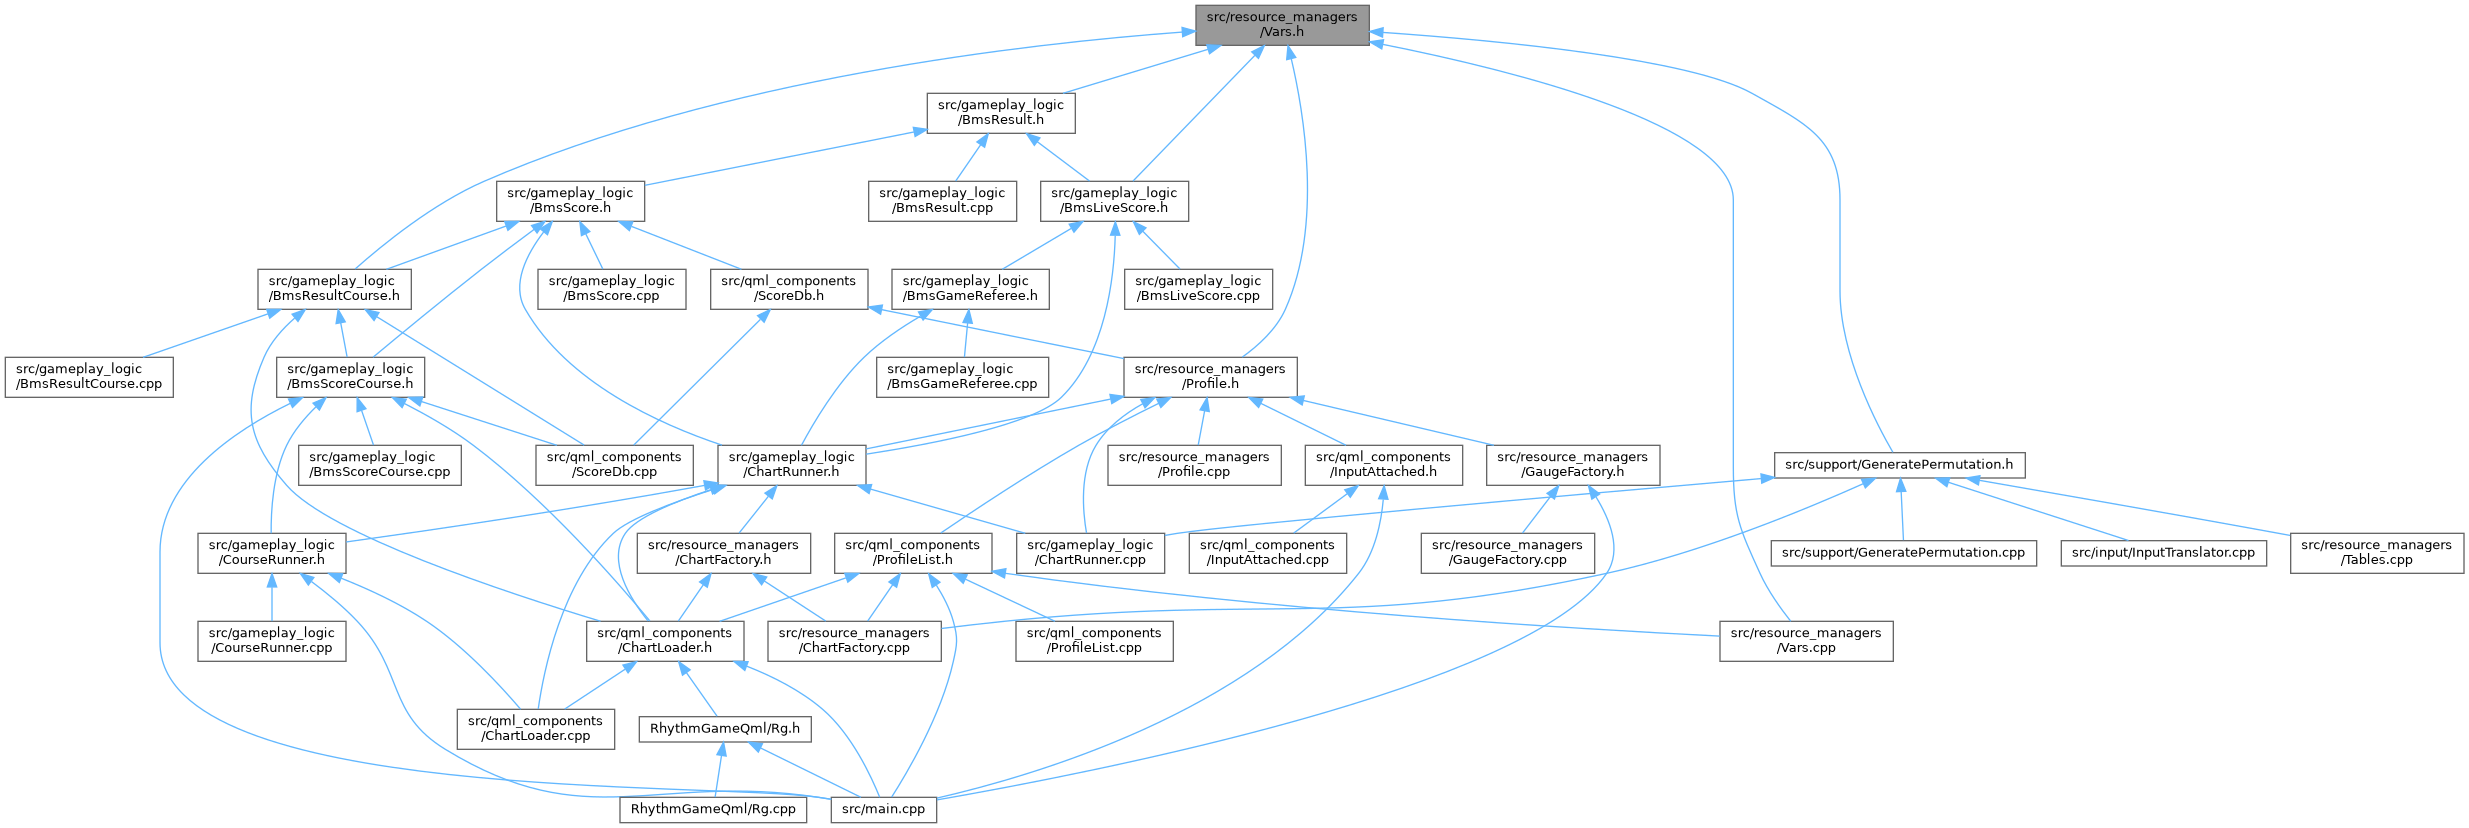 src/resource_managers
/Vars.h
src/gameplay_logic
/BmsResult.h
src/gameplay_logic
/BmsScore.h
src/gameplay_logic
/BmsResult.cpp
src/gameplay_logic
/BmsLiveScore.h
src/gameplay_logic
/BmsResultCourse.h
src/gameplay_logic
/BmsScore.cpp
src/qml_components
/ScoreDb.h
src/gameplay_logic
/BmsGameReferee.h
src/gameplay_logic
/BmsLiveScore.cpp
src/gameplay_logic
/BmsResultCourse.cpp
src/gameplay_logic
/BmsScoreCourse.h
src/gameplay_logic
/BmsGameReferee.cpp
src/resource_managers
/Profile.h
src/gameplay_logic
/BmsScoreCourse.cpp
src/qml_components
/ScoreDb.cpp
src/gameplay_logic
/ChartRunner.h
src/resource_managers
/Profile.cpp
src/qml_components
/InputAttached.h
src/resource_managers
/GaugeFactory.h
src/support/GeneratePermutation.h
src/gameplay_logic
/CourseRunner.h
src/resource_managers
/ChartFactory.h
src/qml_components
/ProfileList.h
src/gameplay_logic
/ChartRunner.cpp
src/qml_components
/InputAttached.cpp
src/resource_managers
/GaugeFactory.cpp
src/support/GeneratePermutation.cpp
src/input/InputTranslator.cpp
src/resource_managers
/Tables.cpp
src/gameplay_logic
/CourseRunner.cpp
src/qml_components
/ChartLoader.h
src/resource_managers
/ChartFactory.cpp
src/qml_components
/ProfileList.cpp
src/resource_managers
/Vars.cpp
src/qml_components
/ChartLoader.cpp
RhythmGameQml/Rg.h
RhythmGameQml/Rg.cpp
src/main.cpp